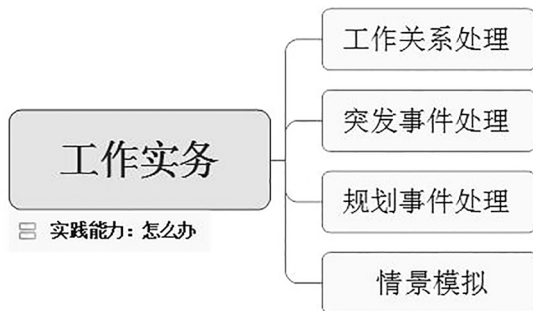 工作实务
实践能力：怎么办
工作关系处理
突发事件处理
规划事件处理
情景模拟